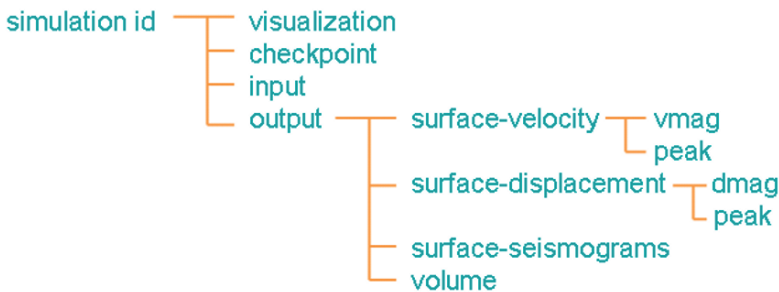 simulation id
visualization
checkpoint
input
output
surface-velocity
vmag
peak
surface-displacement
dmag
peak
surface-seismograms
volume